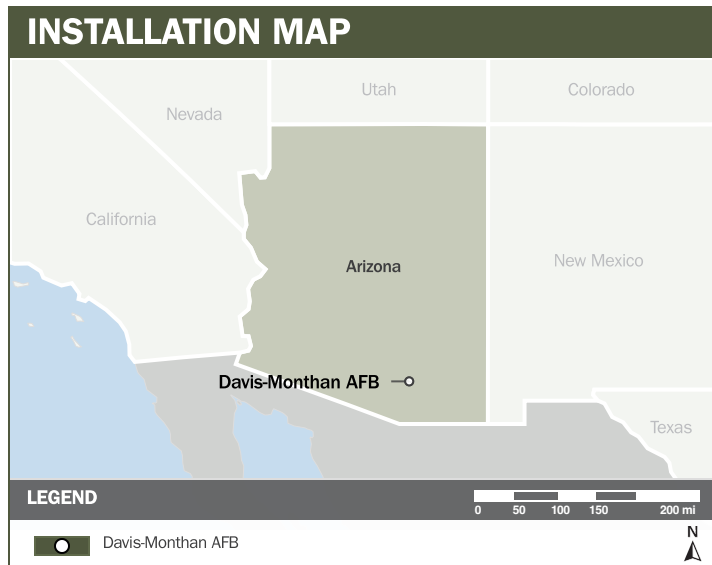 INSTALLATION MAP
Utah
Colorado
Nevada
California
Arizona
New Mexico
Davis-Monthan AFB
Texas
LEGEND
0 50 100 150 200 mi
Davis-Monthan AFB
N